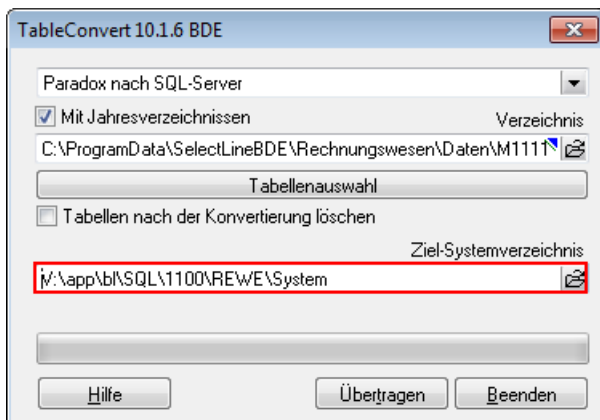 TableConvert 10.1.6 BDE
Paradox nach SQL-Server
Mit Jahresverzeichnissen
Verzeichnis
C:\ProgramData\SelectLineBDE\Rechnungswesen\Daten\M1111
Tabellenauswahl
Tabellen nach der Konvertierung löschen
Ziel-Systemverzeichnis
V:\app\bl\SQL\1100\REWE\System
Hilfe
Übertragen
Beenden